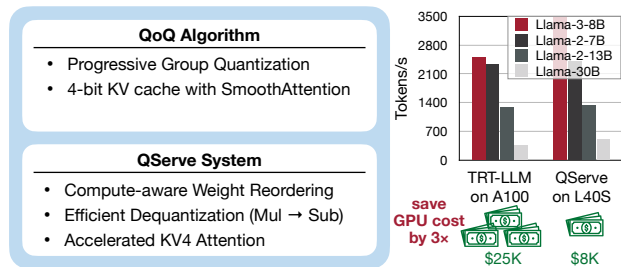 QoQ Algorithm
• Progressive Group Quantization
• 4-bit KV cache with SmoothAttention
QServe System
• Compute-aware Weight Reordering
• Efficient Dequantization (Mul → Sub)
• Accelerated KV4 Attention
Tokens/s
3500
2800
2100
1400
700
0
Llama-3-8B
Llama-2-7B
Llama-2-13B
Llama-30B
TRT-LLM
on A100
QServe
on L40S
save
GPU cost
by 3×
$25K
$8K